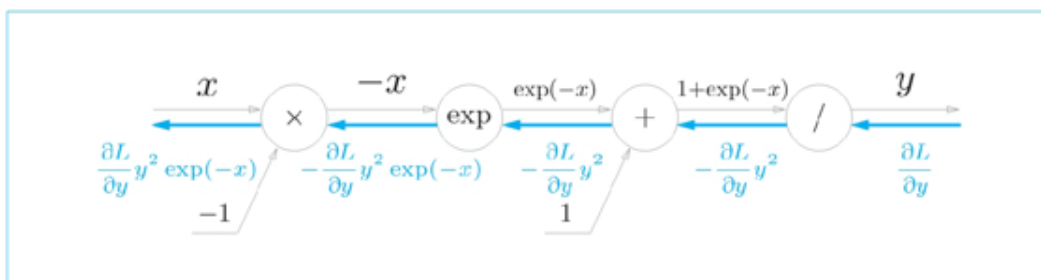 x −x exp(−x) 1+exp(−x) y
× exp + /
∂L/∂y y² exp(−x) −∂L/∂y y² exp(−x) −∂L/∂y y² −∂L/∂y y² ∂L/∂y
−1 1